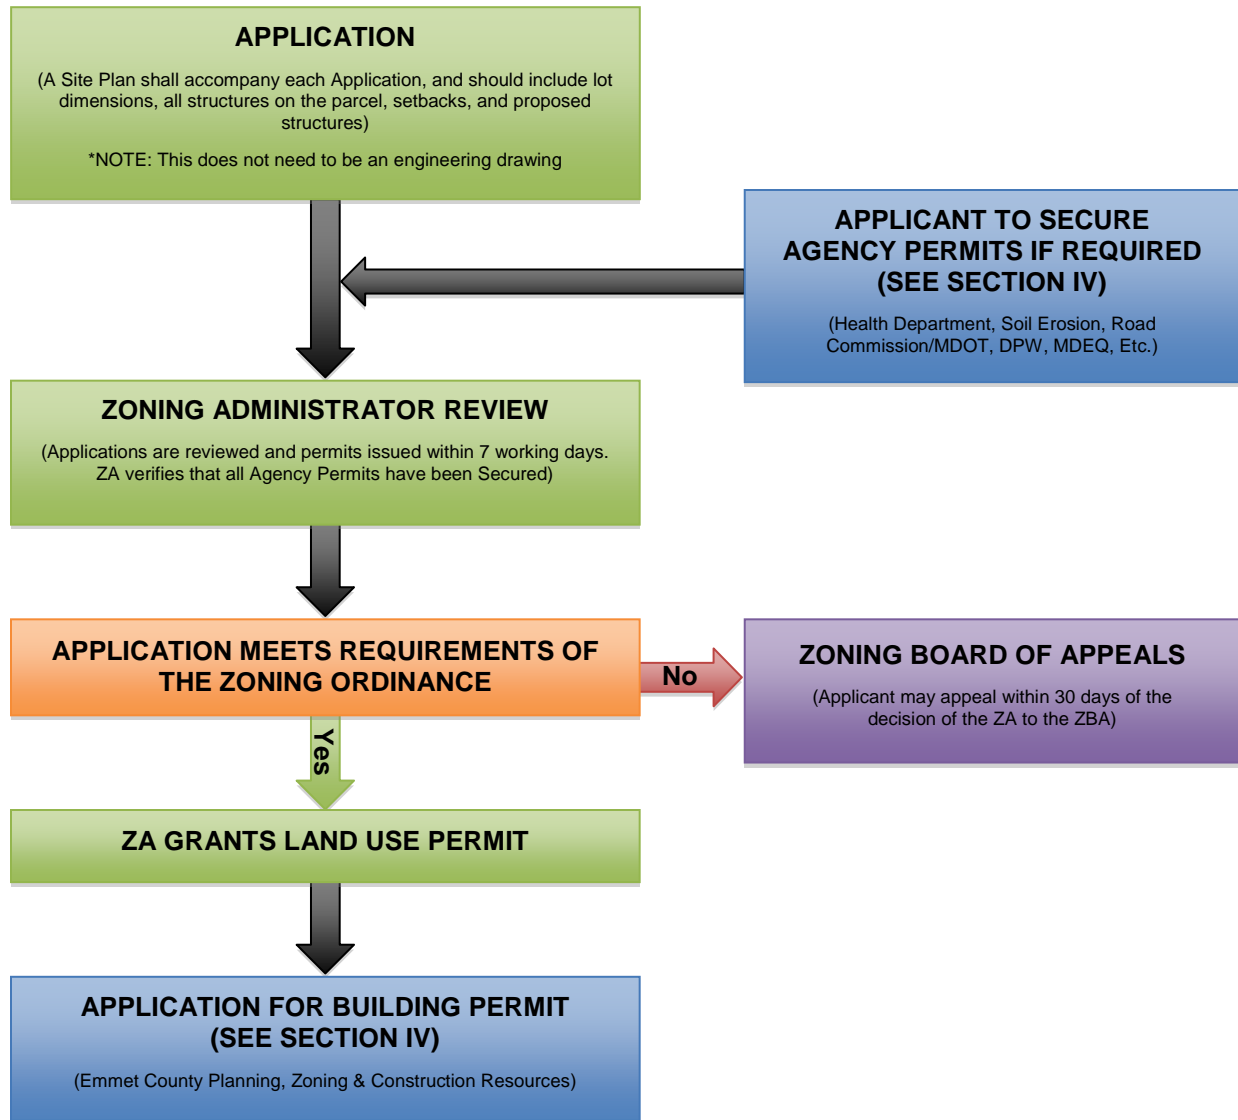 APPLICATION
(A Site Plan shall accompany each Application, and should include lot
dimensions, all structures on the parcel, setbacks, and proposed
structures)
*NOTE: This does not need to be an engineering drawing
APPLICANT TO SECURE
AGENCY PERMITS IF REQUIRED
(SEE SECTION IV)
(Health Department, Soil Erosion, Road
Commission/MDOT, DPW, MDEQ, Etc.)
ZONING ADMINISTRATOR REVIEW
(Applications are reviewed and permits issued within 7 working days.
ZA verifies that all Agency Permits have been Secured)
APPLICATION MEETS REQUIREMENTS OF
THE ZONING ORDINANCE
No
ZONING BOARD OF APPEALS
(Applicant may appeal within 30 days of the
decision of the ZA to the ZBA)
Yes
ZA GRANTS LAND USE PERMIT
APPLICATION FOR BUILDING PERMIT
(SEE SECTION IV)
(Emmet County Planning, Zoning & Construction Resources)